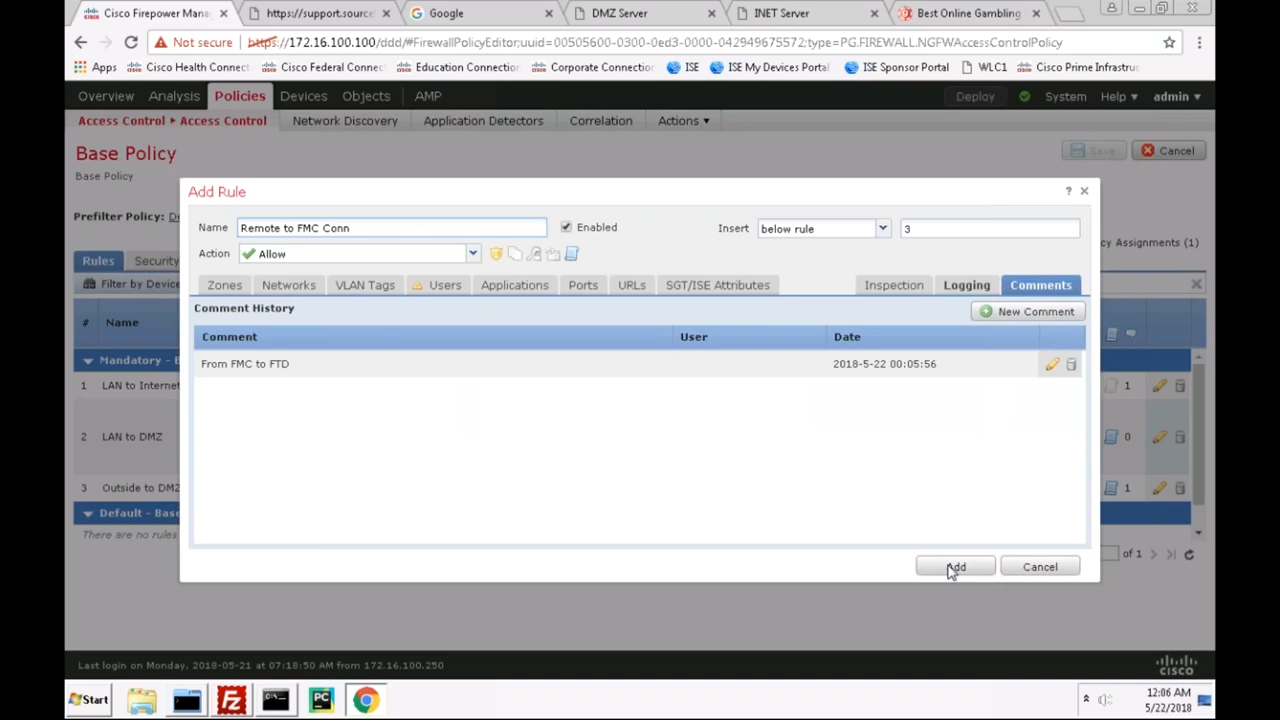 Cisco Firepower Mana
https://support.source
Google
DMZ Server
INET Server
Best Online Gambling
Not secure https://172.16.100.100/ddd/#FirewallPolicyEditor;uuid=00505600-0300-0ed3-0000-042949675572;type=PG.FIREWALL.NGFWAccessControlPolicy
Apps Cisco Health Connect Cisco Federal Connec Education Connection Corporate Connection ISE ISE My Devices Portal ISE Sponsor Portal WLC1 Cisco Prime Infrastruc
Overview Analysis Policies Devices Objects AMP Deploy System Help admin
Access Control Access Control Network Discovery Application Detectors Correlation Actions
Base Policy Save Cancel
Base Policy
Add Rule ?
Prefilter Policy:
Name Remote to FMC Conn Enabled Insert below rule 3
cy Assignments (1)
Action Allow
Rules Security
Zones Networks VLAN Tags Users Applications Ports URLs SGT/ISE Attributes Inspection Logging Comments
Filter by Device
Comment History New Comment
# Name
Comment User Date
Mandatory - B
From FMC to FTD 2018-5-22 00:05:56
1 LAN to Internet 1
2 LAN to DMZ 0
3 Outside to DMZ 1
Default - Base
There are no rules of 1
Add Cancel
Last login on Monday, 2018-05-21 at 07:18:50 AM from 172.16.100.250
cisco
Start FZ PC 12:06 AM
5/22/2018